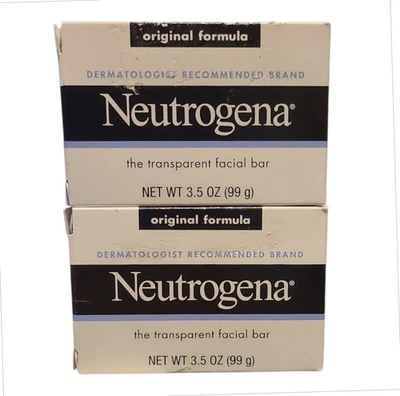 original formula
DERMATOLOGIST RECOMMENDED BRAND
Neutrogena®
the transparent facial bar
NET WT 3.5 OZ (99 g)
original formula
DERMATOLOGIST RECOMMENDED BRAND
Neutrogena®
the transparent facial bar
NET WT 3.5 OZ (99 g)